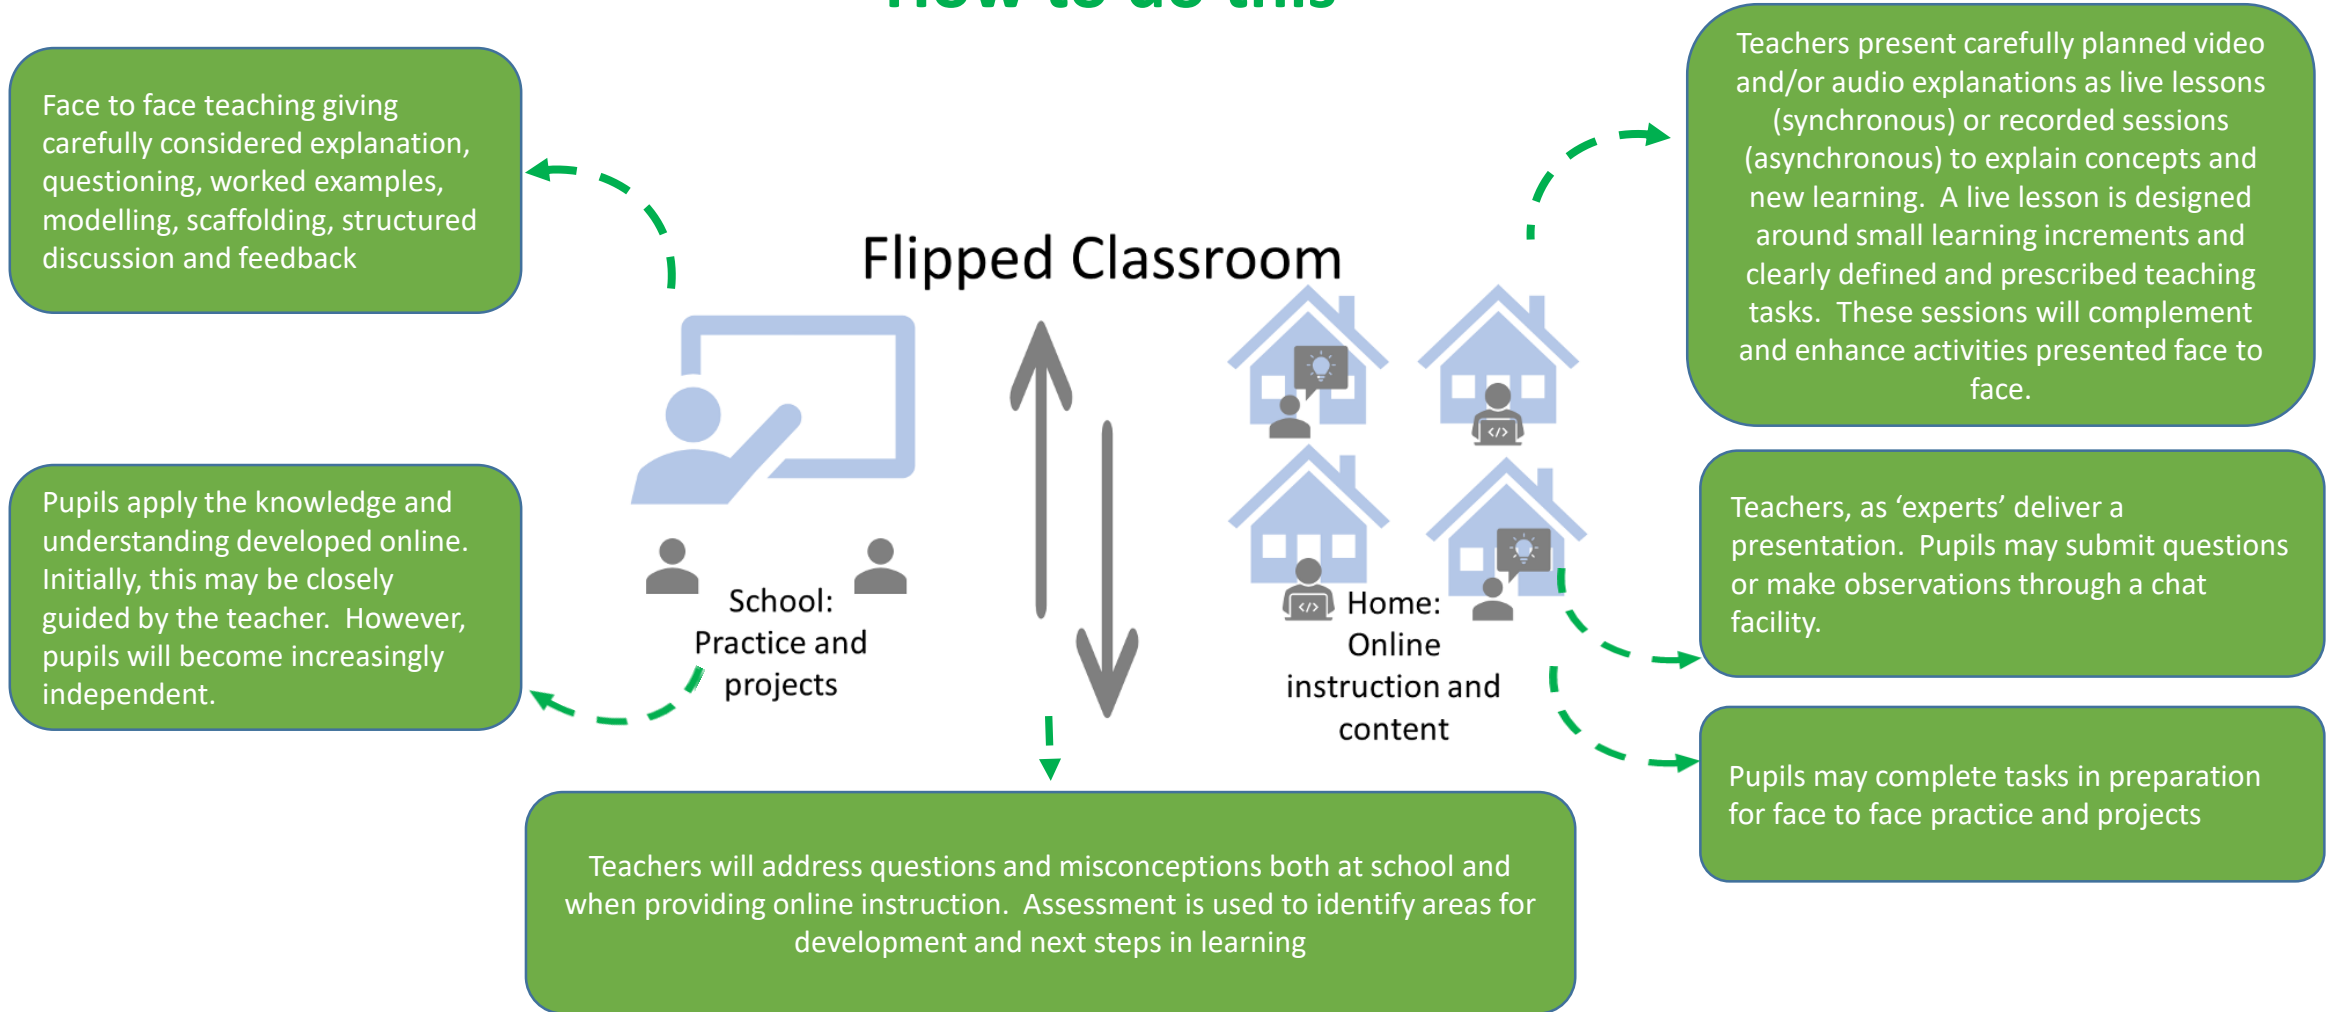 How to do this
Face to face teaching giving
carefully considered explanation,
questioning, worked examples,
modelling, scaffolding, structured
discussion and feedback
Pupils apply the knowledge and
understanding developed online.
Initially, this may be closely
guided by the teacher.  However,
pupils will become increasingly
independent.
Flipped Classroom
School:
Practice and
projects
</>
</>
Home:
Online
instruction and
content
Teachers present carefully planned video
and/or audio explanations as live lessons
(synchronous) or recorded sessions
(asynchronous) to explain concepts and
new learning.  A live lesson is designed
around small learning increments and
clearly defined and prescribed teaching
tasks.  These sessions will complement
and enhance activities presented face to
face.
Teachers, as ‘experts’ deliver a
presentation.  Pupils may submit questions
or make observations through a chat
facility.
Pupils may complete tasks in preparation
for face to face practice and projects
Teachers will address questions and misconceptions both at school and
when providing online instruction.  Assessment is used to identify areas for
development and next steps in learning